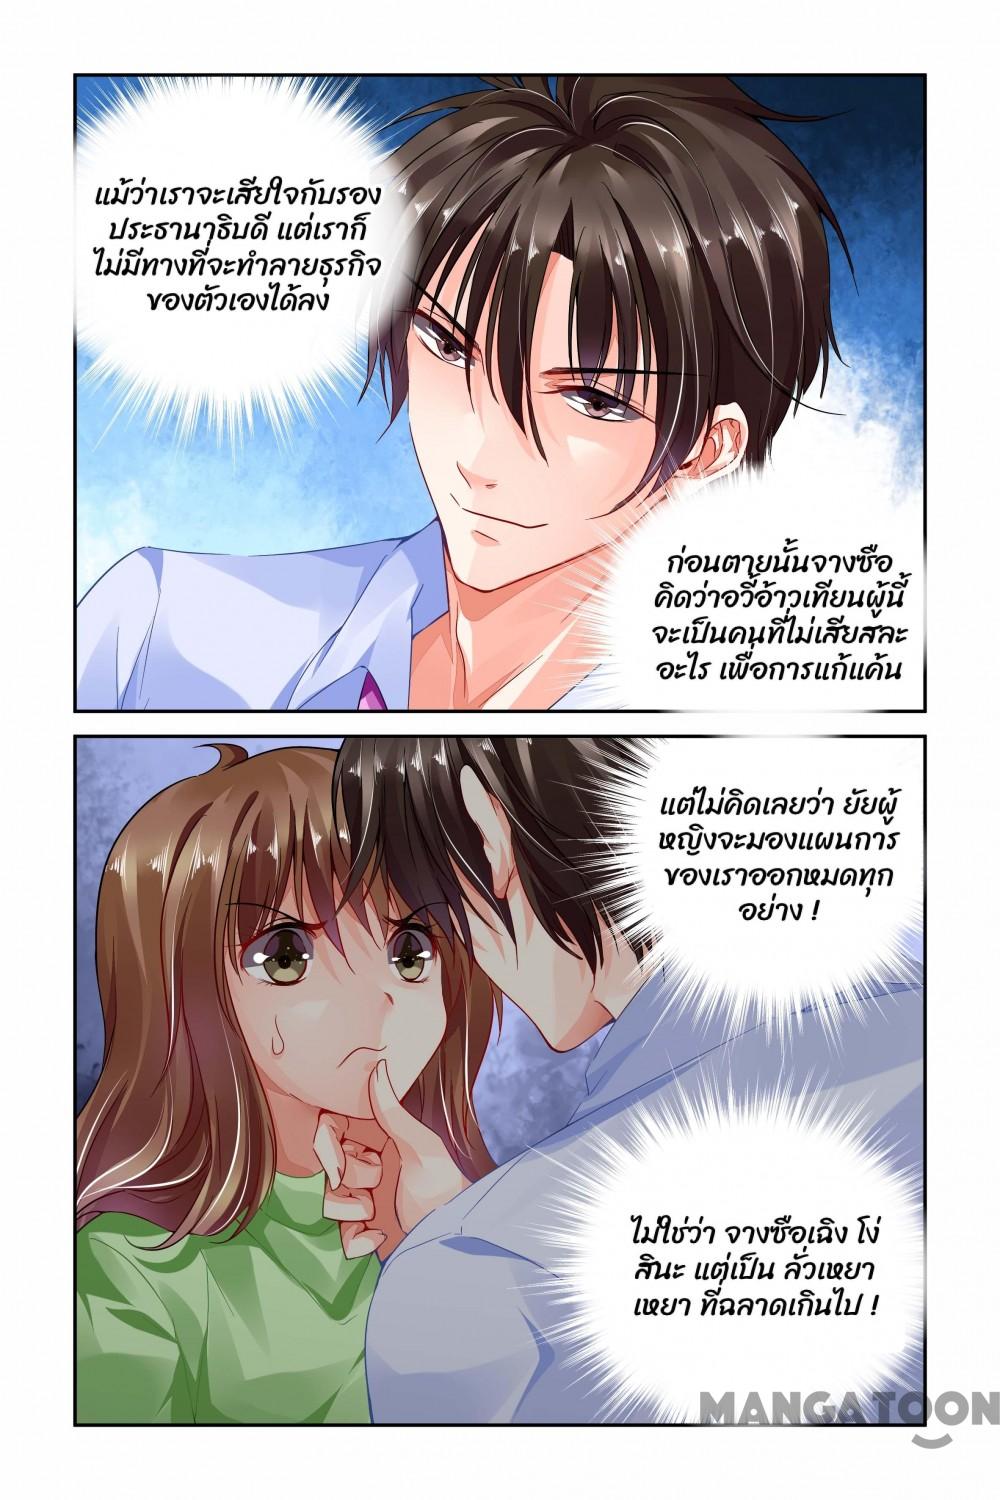 แม้ว่าเราจะเสียใจกับรอง
ประธานาธิบดี แต่เราก็
ไม่มีทางที่จะทำลายธุรกิจ
ของตัวเองได้ลง
ก่อนตายนั้นจางซือ
คิดว่าอวี้อ้าวเทียนผู้นี้
จะเป็นคนที่ไม่เสียสละ
อะไร เพื่อการแก้แค้น
แต่ไม่คิดเลยว่า ยัยผู้
หญิงจะมองแผนการ
ของเราออกหมดทุก
อย่าง !
ไม่ใช่ว่า จางซือเฉิง โง่
สินะ แต่เป็น ลั่วเหยา
เหยา ที่ฉลาดเกินไป !
MANGATOON